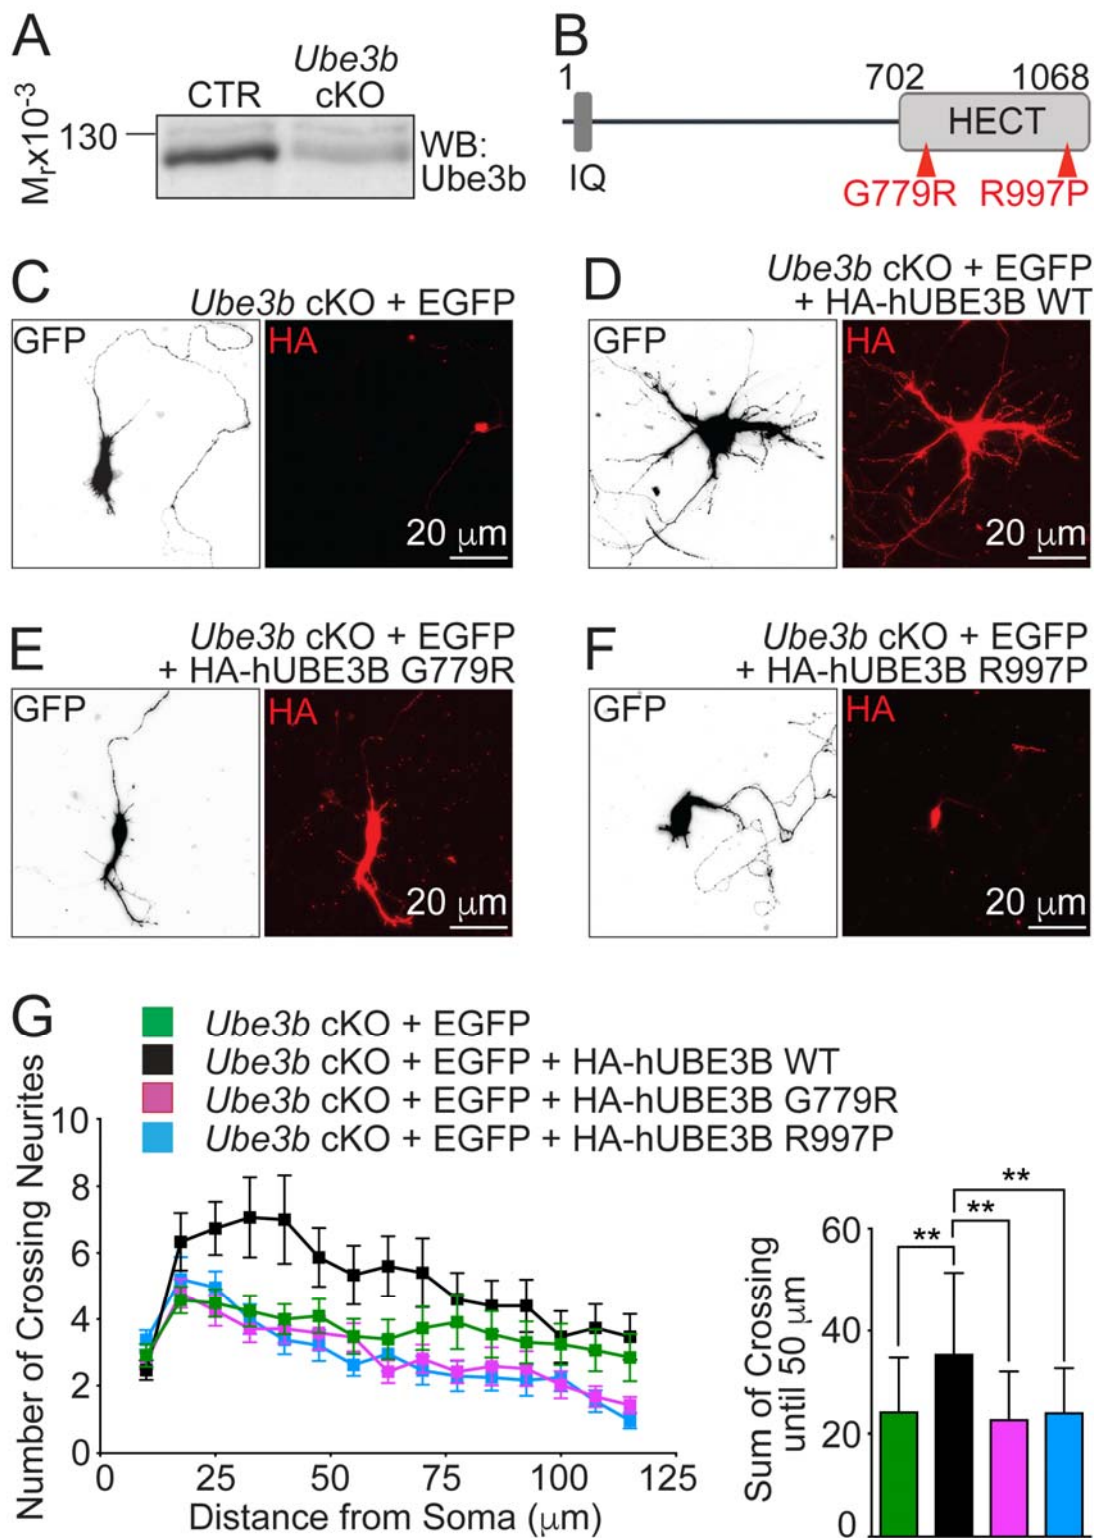 A
Ube3b
CTR cKO
Mrx10-3
130
WB:
Ube3b
B
1 702 1068
HECT
IQ
G779R R997P
C
Ube3b cKO + EGFP
GFP HA
20 μm
D
Ube3b cKO + EGFP
+ HA-hUBE3B WT
GFP HA
20 μm
E
Ube3b cKO + EGFP
+ HA-hUBE3B G779R
GFP HA
20 μm
F
Ube3b cKO + EGFP
+ HA-hUBE3B R997P
GFP HA
20 μm
G
Ube3b cKO + EGFP
Ube3b cKO + EGFP + HA-hUBE3B WT
Ube3b cKO + EGFP + HA-hUBE3B G779R
Ube3b cKO + EGFP + HA-hUBE3B R997P
Number of Crossing Neurites
10
8
6
4
2
0
0 25 50 75 100 125
Distance from Soma (μm)
Sum of Crossing
until 50 μm
60
40
20
0
**
**
**